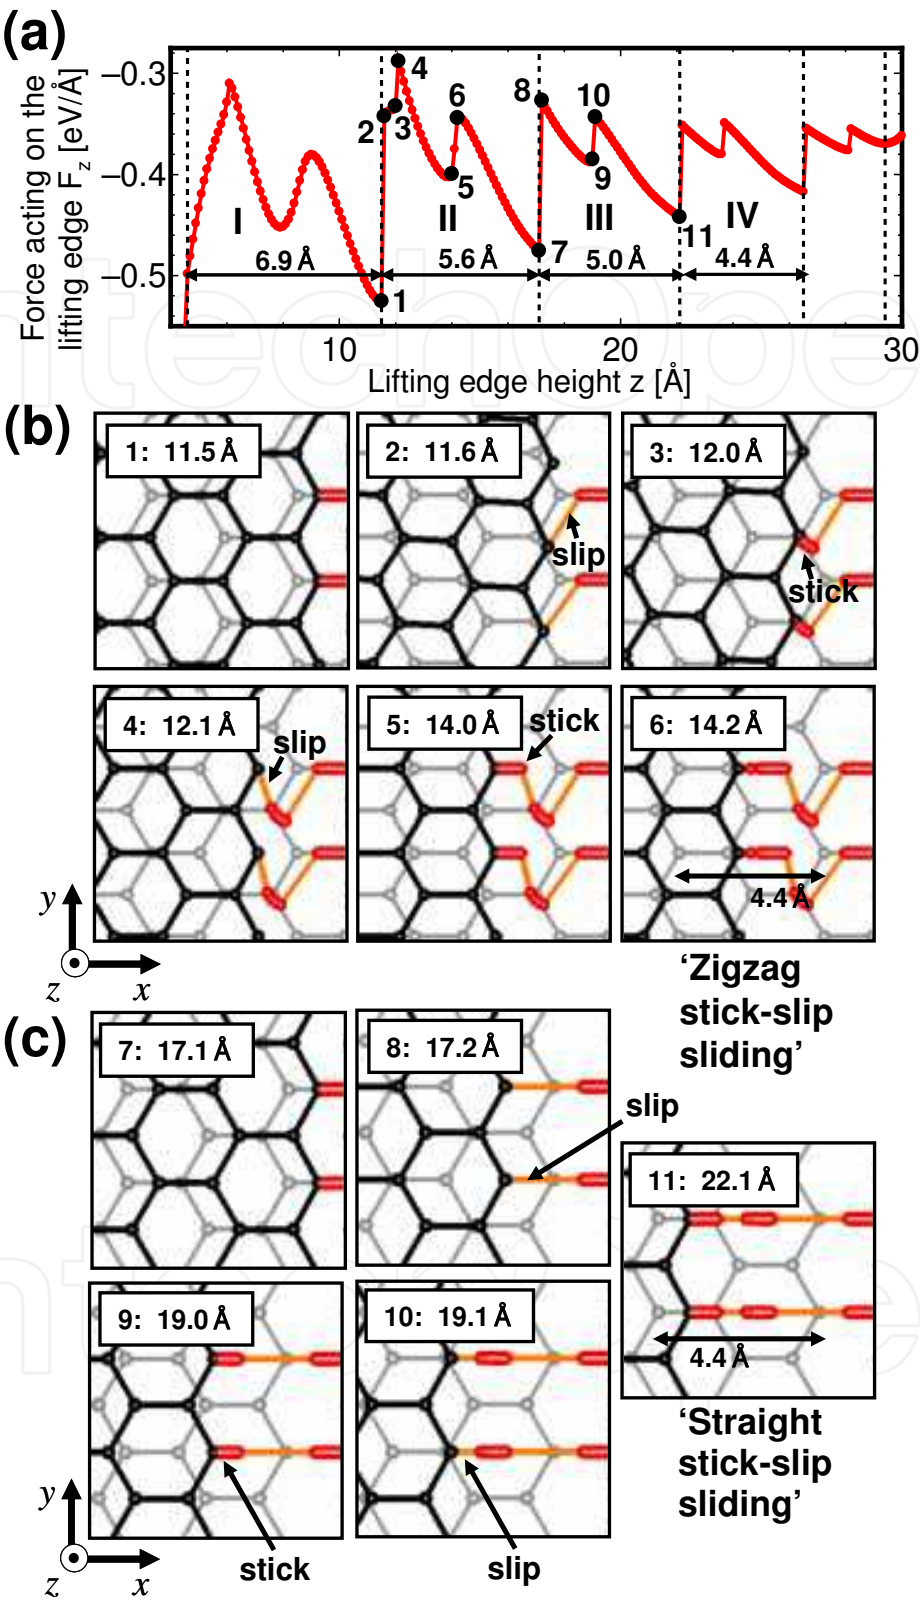 (a)
Force acting on the
lifting edge Fz [eV/Å]
−0.3
−0.4
−0.5
1
2
3
4
5
6
7
8
9
10
11
I
II
III
IV
6.9 Å
5.6 Å
5.0 Å
4.4 Å
10
20
30
Lifting edge height z [Å]
(b)
1: 11.5 Å
2: 11.6 Å
slip
3: 12.0 Å
stick
4: 12.1 Å
slip
5: 14.0 Å
stick
6: 14.2 Å
4.4 Å
y
z
x
‘Zigzag
stick-slip
sliding’
(c)
7: 17.1 Å
8: 17.2 Å
slip
11: 22.1 Å
4.4 Å
9: 19.0 Å
stick
10: 19.1 Å
slip
‘Straight
stick-slip
sliding’
y
z
x